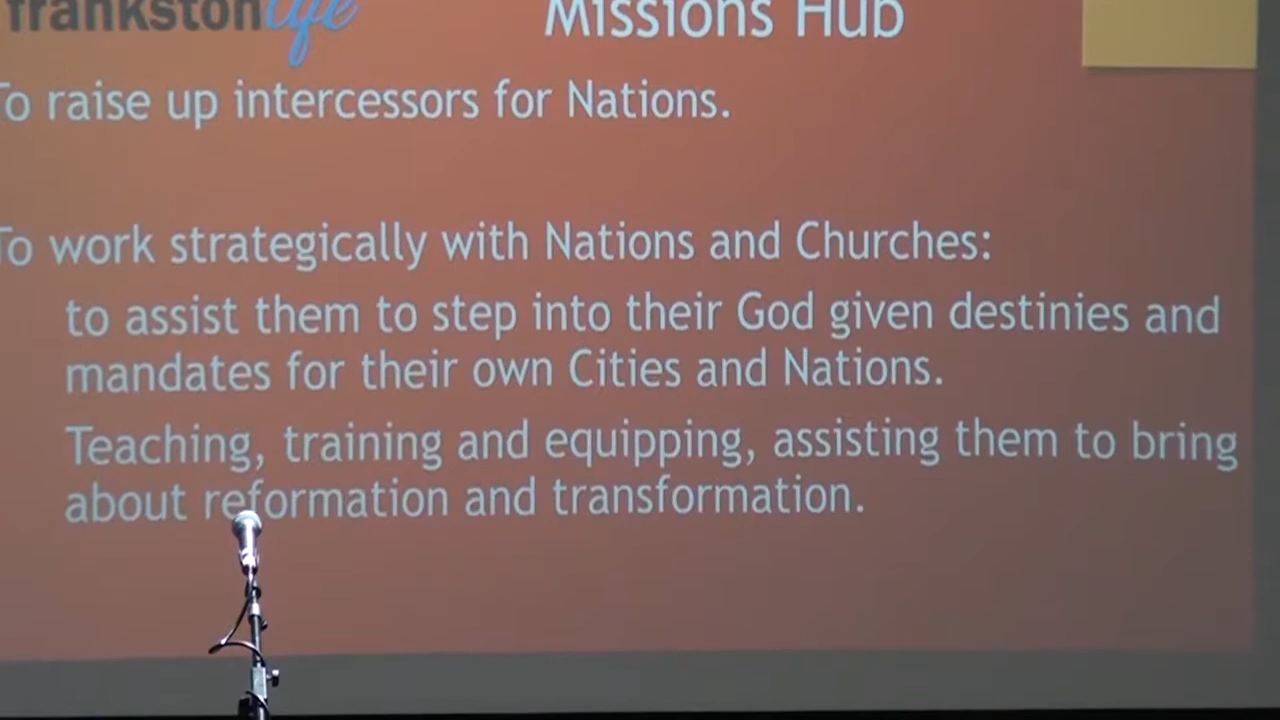 frankstonlife
Missions Hub
To raise up intercessors for Nations.
To work strategically with Nations and Churches:
to assist them to step into their God given destinies and
mandates for their own Cities and Nations.
Teaching, training and equipping, assisting them to bring
about reformation and transformation.